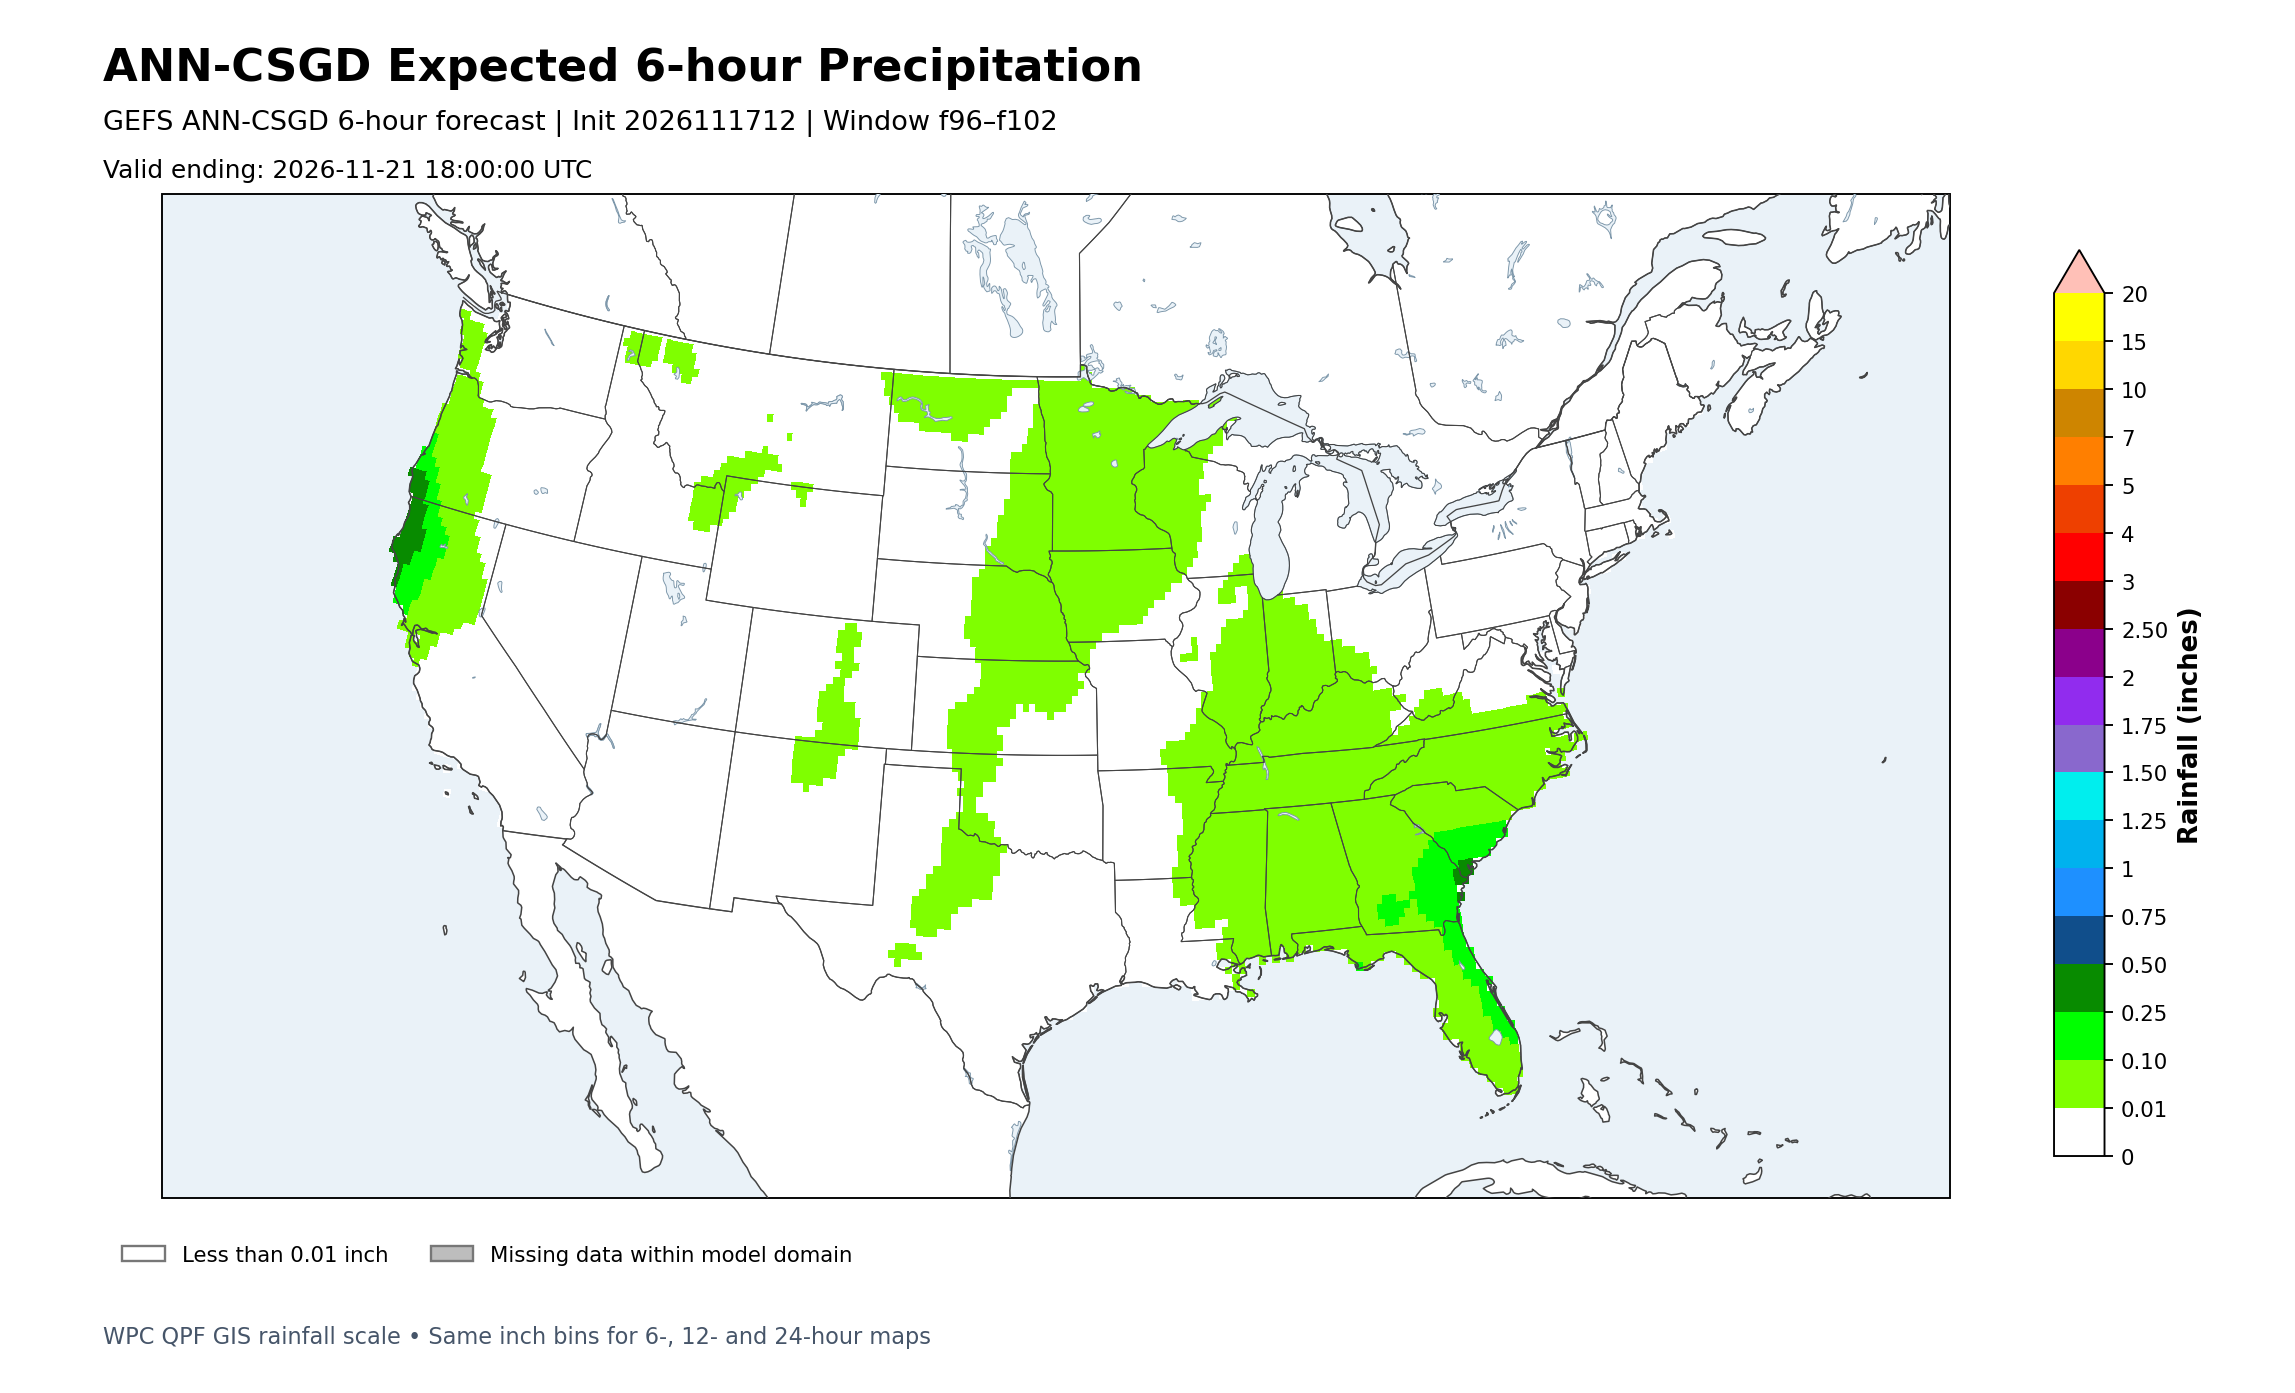 ANN-CSGD Expected 6-hour Precipitation
GEFS ANN-CSGD 6-hour forecast | Init 2026111712 | Window f96–f102
Valid ending: 2026-11-21 18:00:00 UTC
20
15
10
7
5
4
3
2.50
2
1.75
1.50
1.25
1
0.75
0.50
0.25
0.10
0.01
0
Rainfall (inches)
Less than 0.01 inch
Missing data within model domain
WPC QPF GIS rainfall scale • Same inch bins for 6-, 12- and 24-hour maps